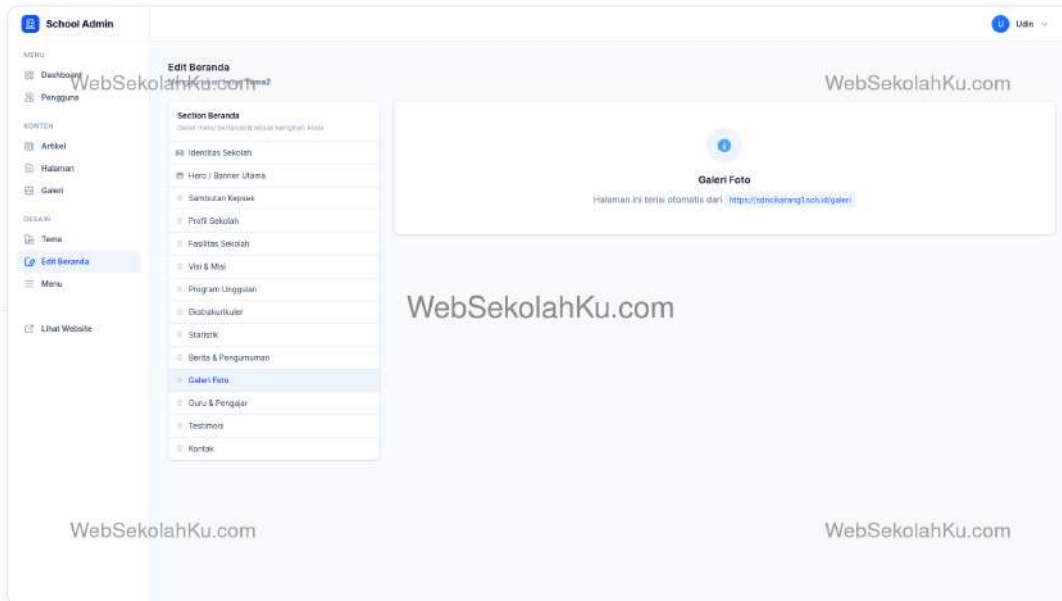 School Admin
U Udin
MENU
Dashboard
Pengguna
KONTEN
Artikel
Halaman
Galeri
DESAIN
Tema
Edit Beranda
Menu
Lihat Website
Edit Beranda
Tema2
Section Beranda
Identitas Sekolah
Hero / Banner Utama
Sambutan Kepsek
Profil Sekolah
Fasilitas Sekolah
Visi & Misi
Program Unggulan
Ekstrakurikuler
Statistik
Berita & Pengumuman
Galeri Foto
Guru & Pengajar
Testimoni
Kontak
Galeri Foto
Halaman ini terisi otomatis dari
WebSekolahKu.com
WebSekolahKu.com
WebSekolahKu.com
WebSekolahKu.com
WebSekolahKu.com